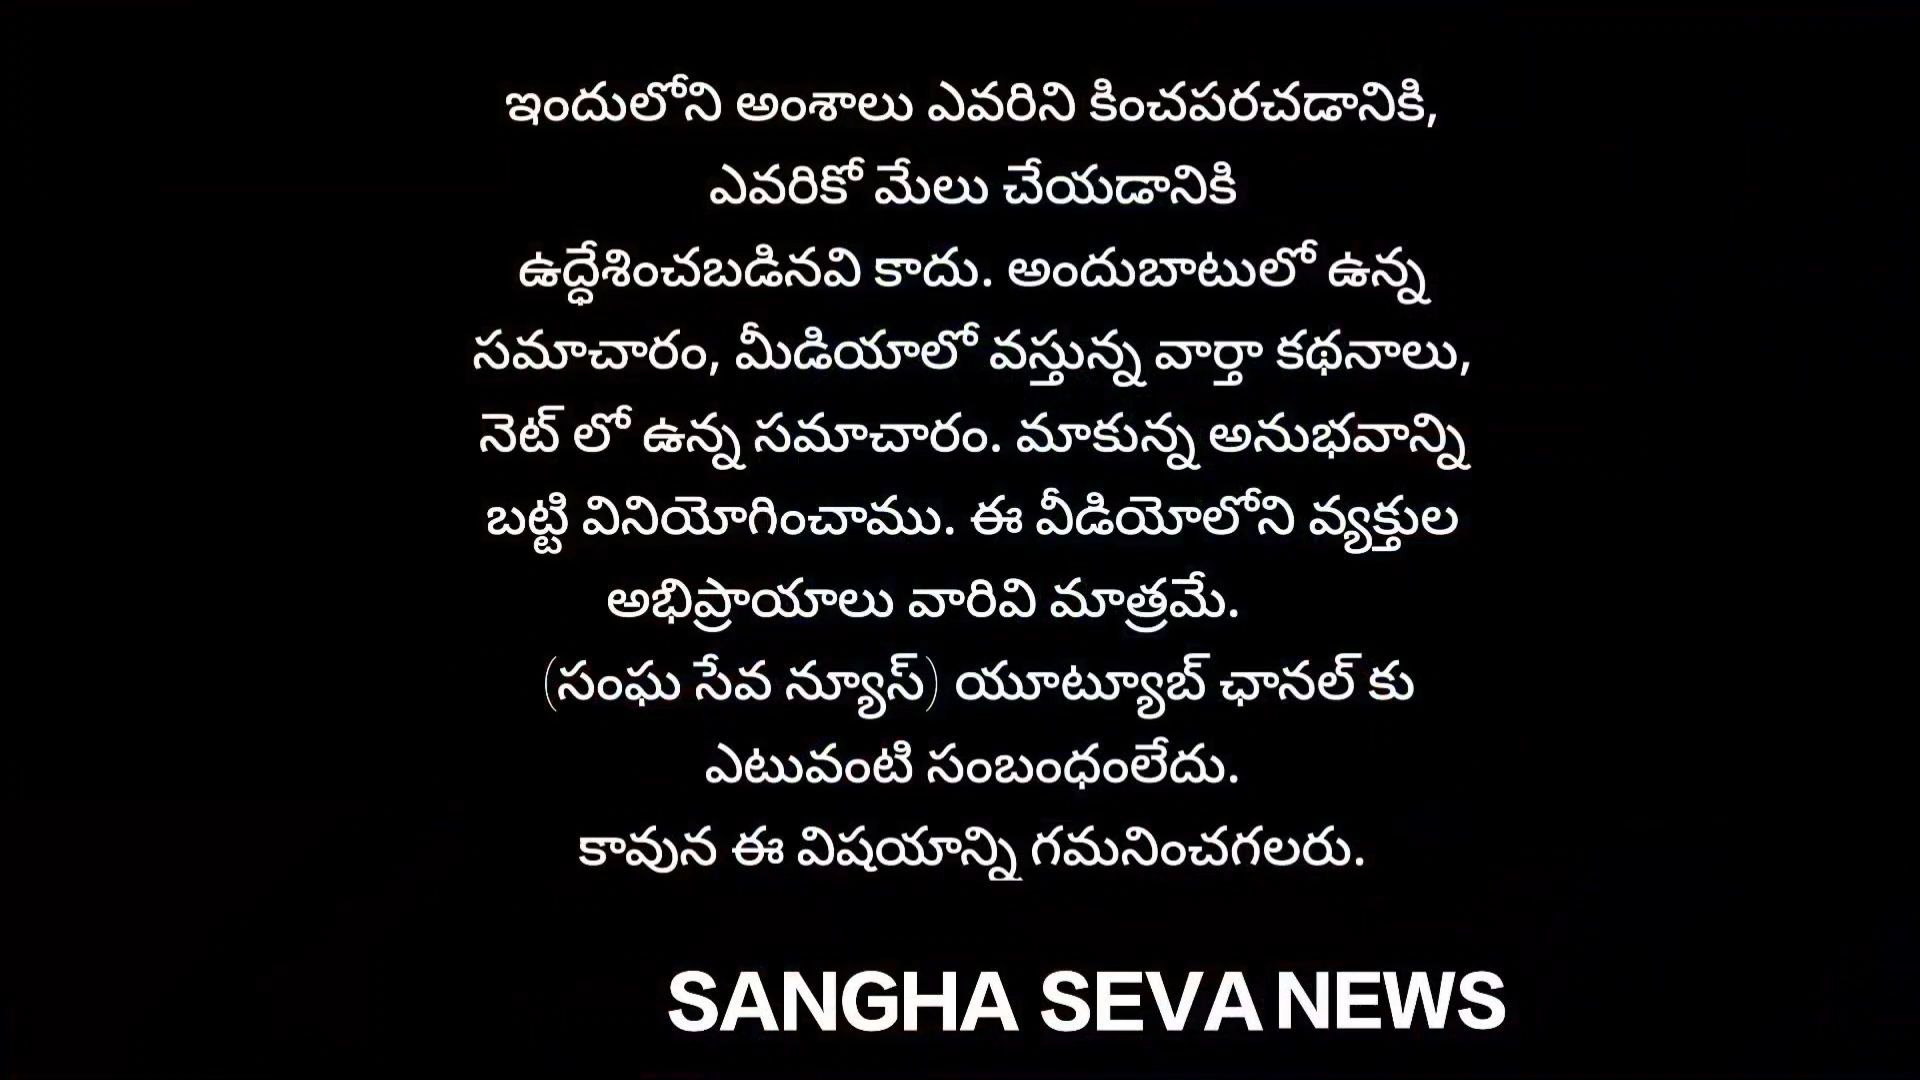 ఇందులోని అంశాలు ఎవరిని కించపరచడానికి,
ఎవరికో మేలు చేయడానికి
ఉద్ధేశించబడినవి కాదు. అందుబాటులో ఉన్న
సమాచారం, మీడియాలో వస్తున్న వార్తా కథనాలు,
నెట్ లో ఉన్న సమాచారం. మాకున్న అనుభవాన్ని
బట్టి వినియోగించాము. ఈ వీడియోలోని వ్యక్తుల
అభిప్రాయాలు వారివి మాత్రమే.
(సంఘ సేవ న్యూస్) యూట్యూబ్ ఛానల్ కు
ఎటువంటి సంబంధంలేదు.
కావున ఈ విషయాన్ని గమనించగలరు.
SANGHA SEVA NEWS